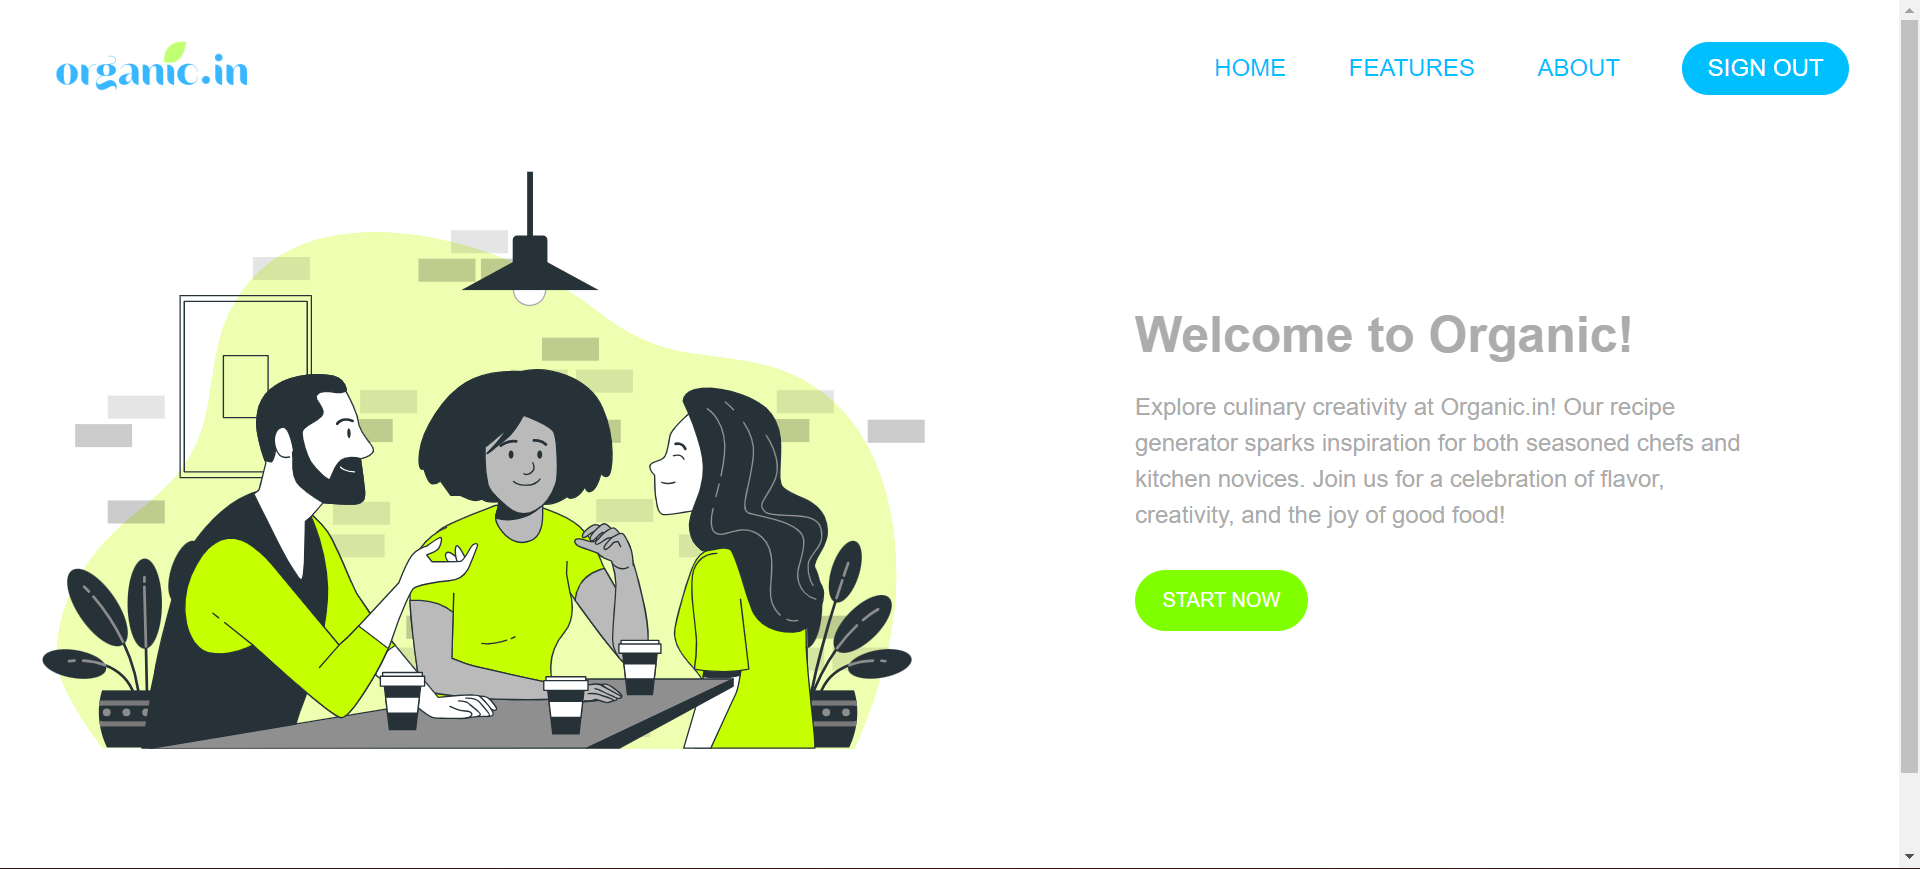 organic.in
HOME FEATURES ABOUT SIGN OUT
Welcome to Organic!
Explore culinary creativity at Organic.in! Our recipe
generator sparks inspiration for both seasoned chefs and
kitchen novices. Join us for a celebration of flavor,
creativity, and the joy of good food!
START NOW